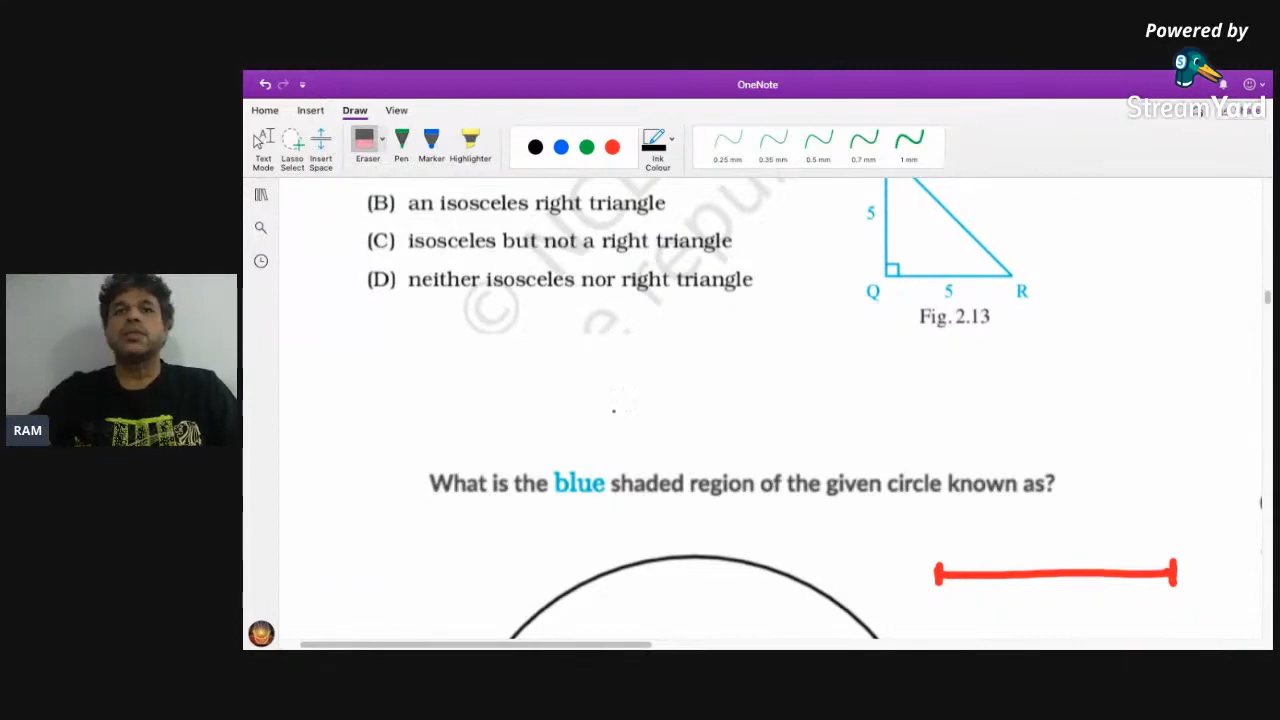 Powered by
StreamYard
OneNote
Home Insert Draw View
Text Mode
Lasso Select
Insert Space
Eraser
Pen
Marker
Highlighter
Ink Colour
0.25 mm
0.35 mm
0.5 mm
0.7 mm
1 mm
(B) an isosceles right triangle
(C) isosceles but not a right triangle
(D) neither isosceles nor right triangle
5
Q 5 R
Fig. 2.13
RAM
What is the blue shaded region of the given circle known as?